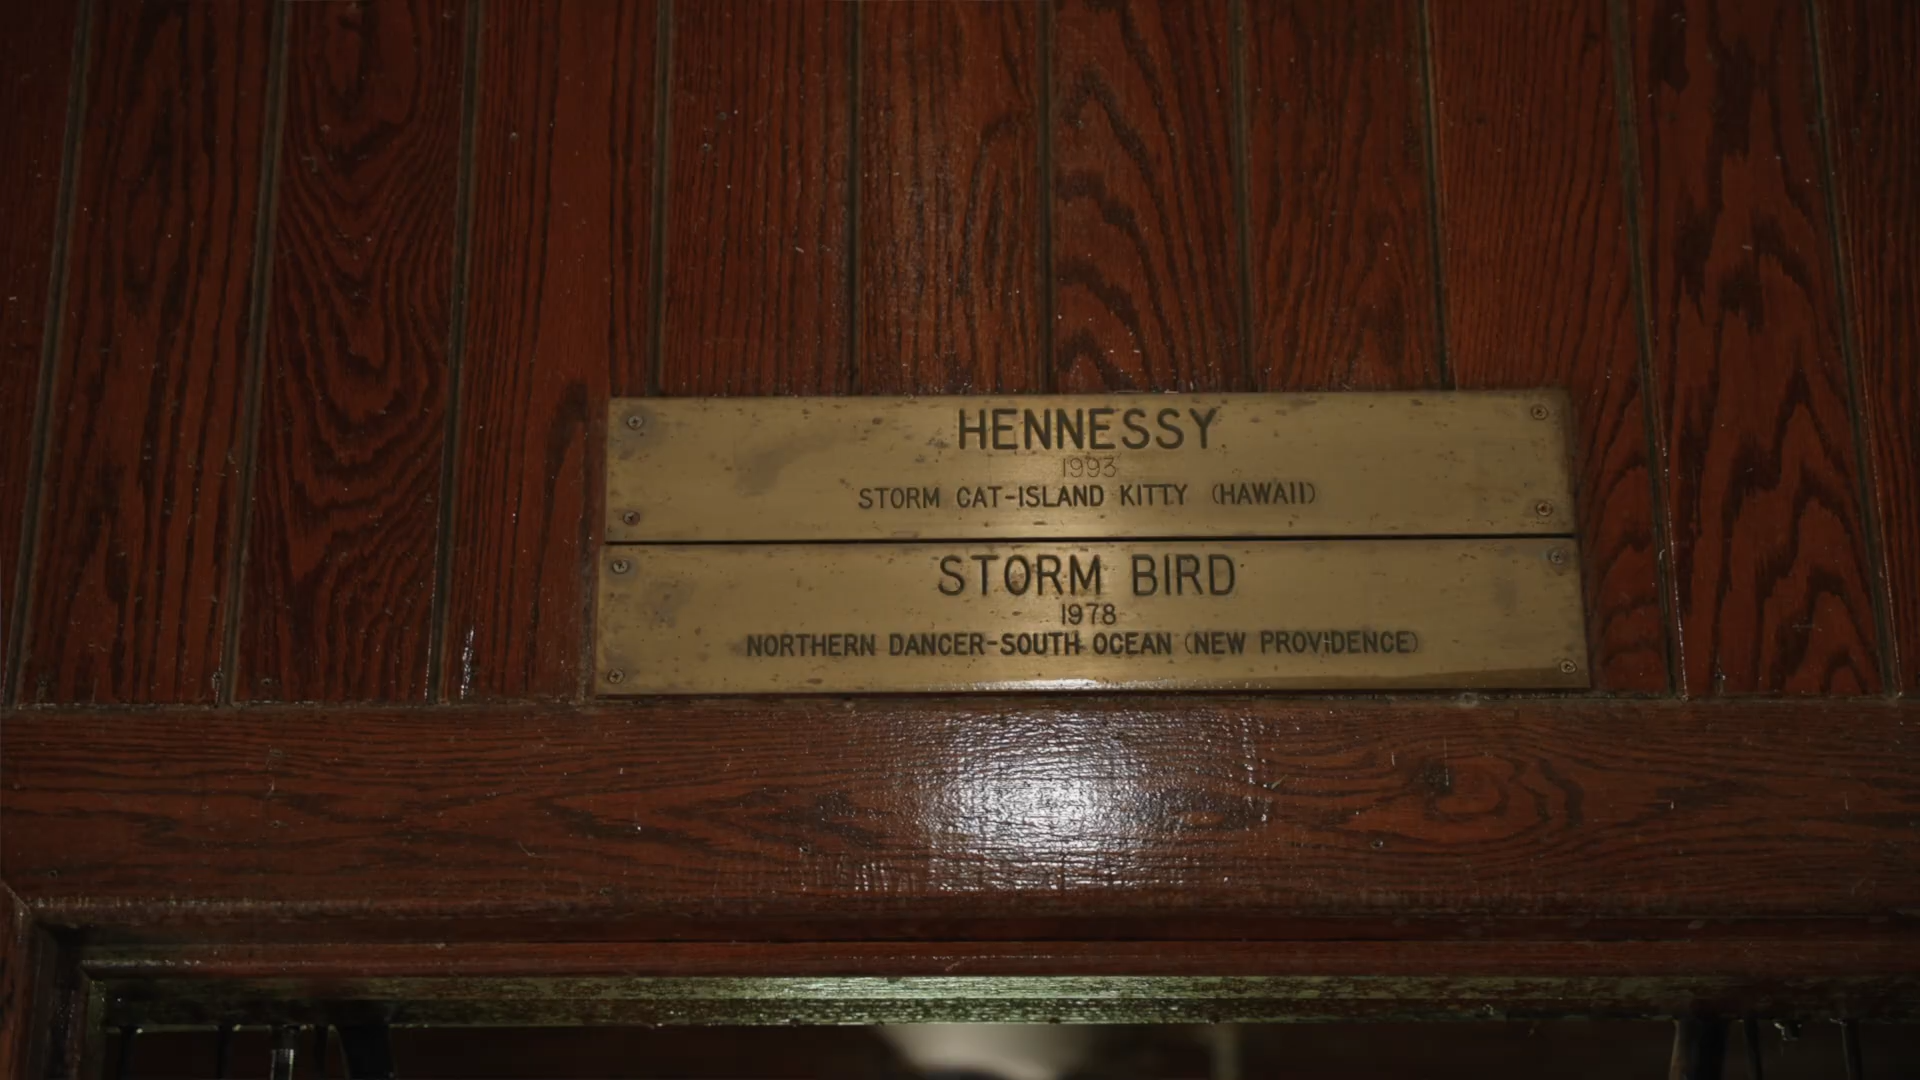 HENNESSY
1993
STORM CAT-ISLAND KITTY (HAWAII)
STORM BIRD
1978
NORTHERN DANCER-SOUTH OCEAN (NEW PROVIDENCE)